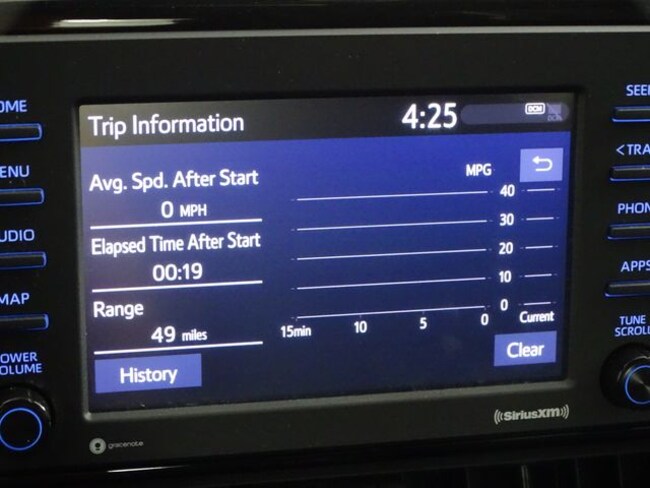 OME
ENU
UDIO
MAP
OWER
OLUME
Trip Information
4:25
DCM
DCM
Avg. Spd. After Start
0 MPH
Elapsed Time After Start
00:19
Range
49 miles
History
MPG
40
30
20
10
0
15min 10 5 0 Current
Clear
SEE
< TRA
PHON
APPS
TUNE
SCROLL
gracenote
SiriusXM